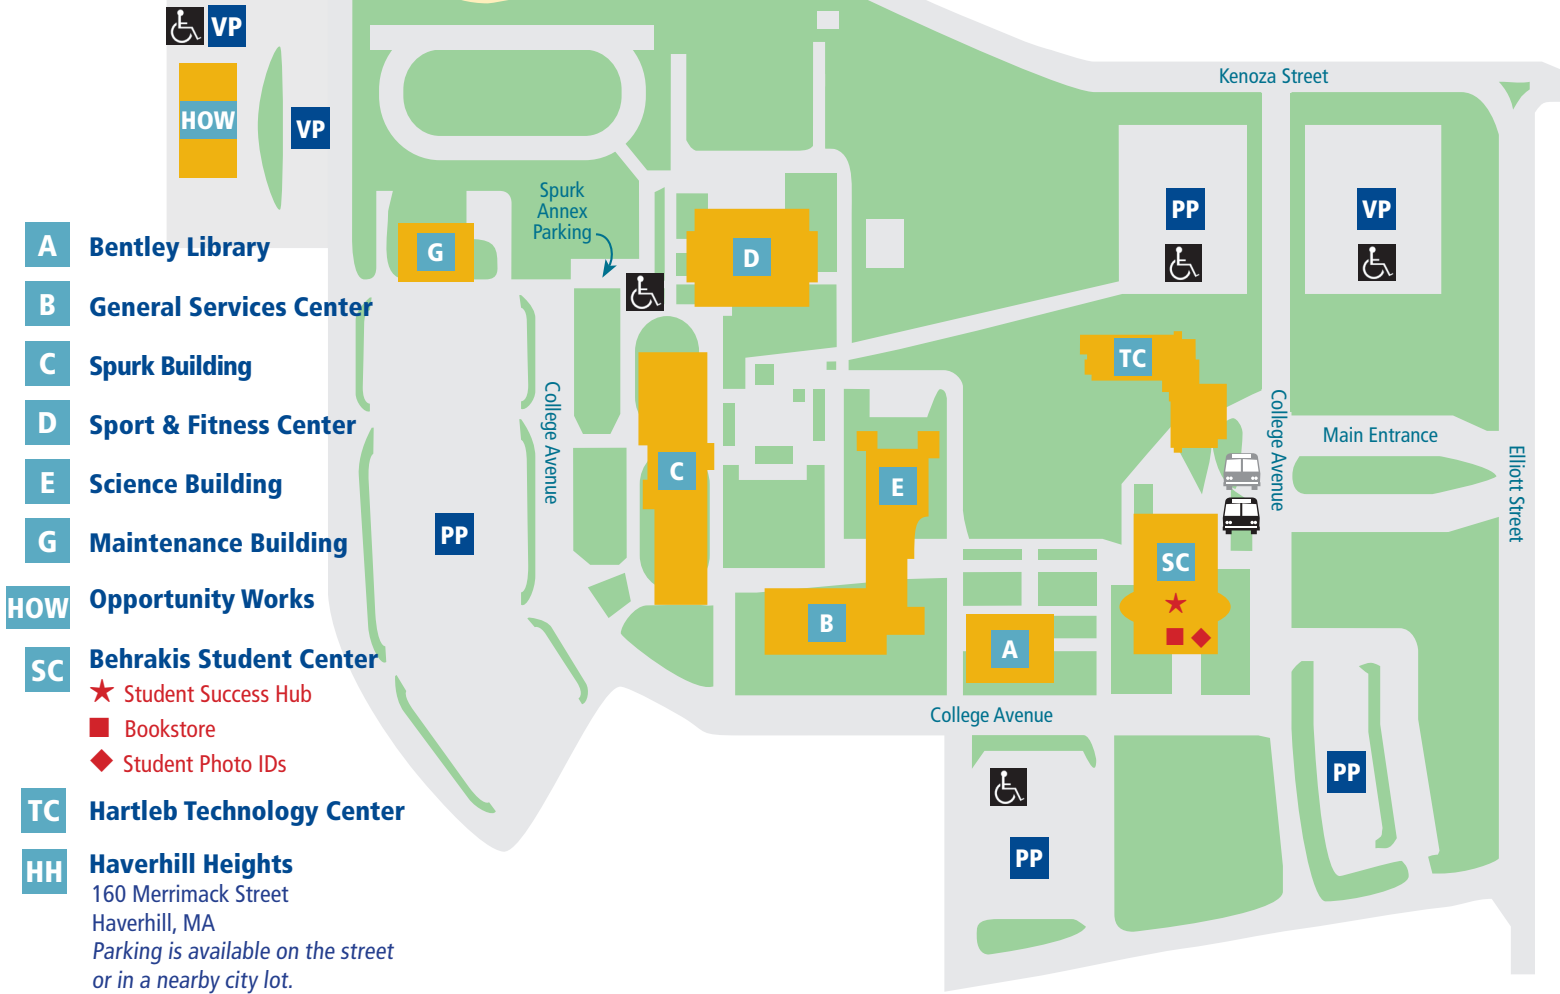 VP
HOW
VP
Kenoza Street
Spurk
Annex
Parking
PP
VP
G
D
A Bentley Library
B General Services Center
C Spurk Building
D Sport & Fitness Center
E Science Building
G Maintenance Building
HOW Opportunity Works
SC Behrakis Student Center
Student Success Hub
Bookstore
Student Photo IDs
TC Hartleb Technology Center
HH Haverhill Heights
160 Merrimack Street
Haverhill, MA
Parking is available on the street
or in a nearby city lot.
TC
College Avenue
College Avenue
Main Entrance
Elliott Street
C
E
PP
SC
B
A
College Avenue
PP
PP